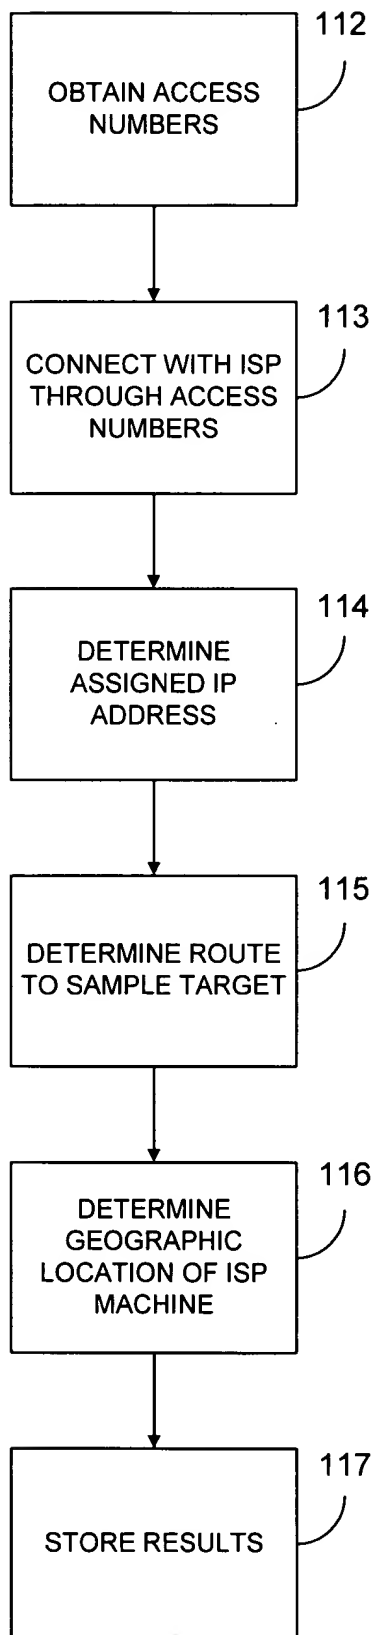 112
OBTAIN ACCESS
NUMBERS
113
CONNECT WITH ISP
THROUGH ACCESS
NUMBERS
114
DETERMINE
ASSIGNED IP
ADDRESS
115
DETERMINE ROUTE
TO SAMPLE TARGET
116
DETERMINE
GEOGRAPHIC
LOCATION OF ISP
MACHINE
117
STORE RESULTS